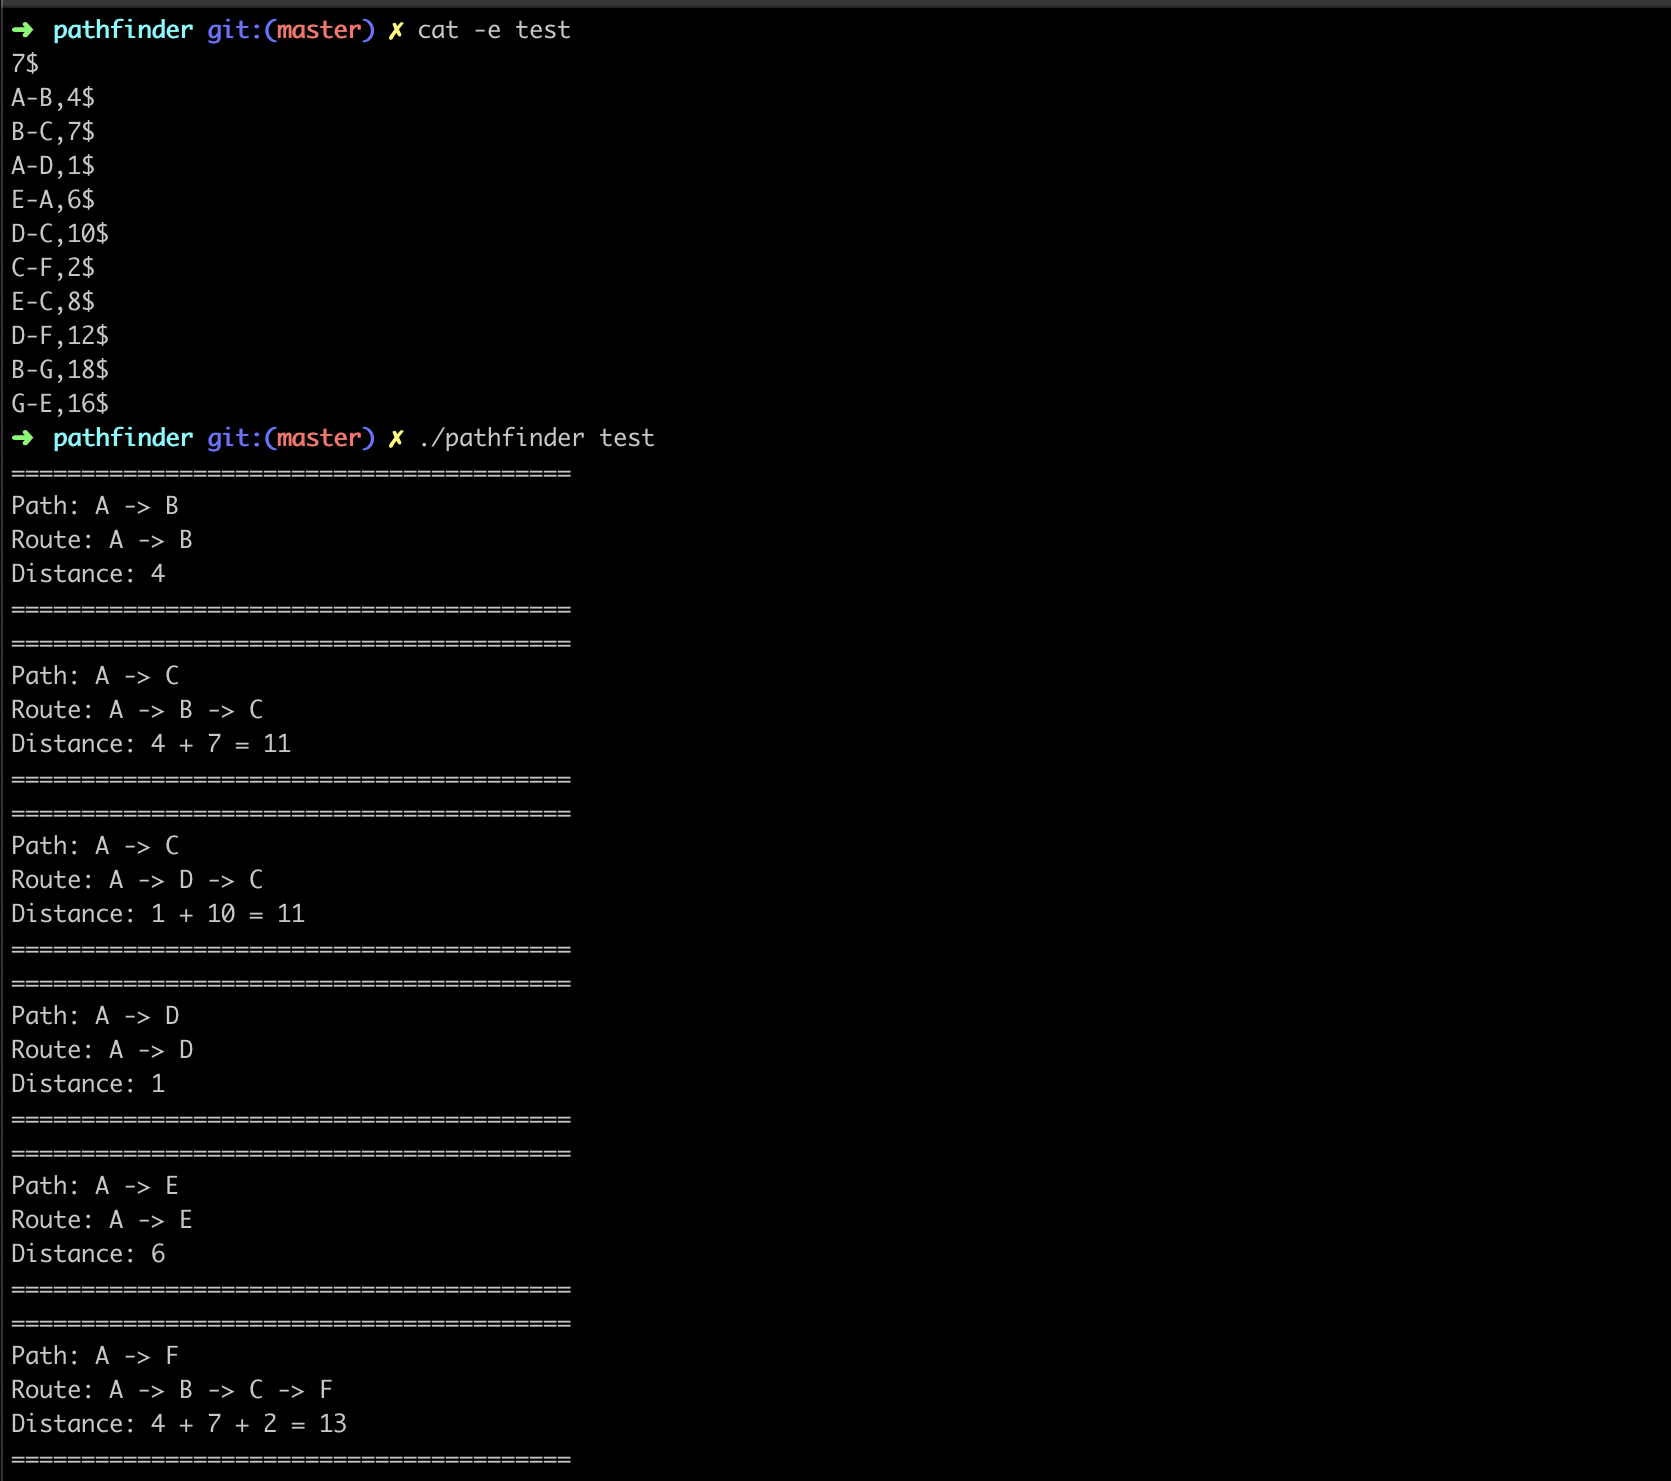 ➜ pathfinder git:(master) ✗ cat -e test
7$
A-B,4$
B-C,7$
A-D,1$
E-A,6$
D-C,10$
C-F,2$
E-C,8$
D-F,12$
B-G,18$
G-E,16$
➜ pathfinder git:(master) ✗ ./pathfinder test
========================================
Path: A -> B
Route: A -> B
Distance: 4
========================================
========================================
Path: A -> C
Route: A -> B -> C
Distance: 4 + 7 = 11
========================================
========================================
Path: A -> C
Route: A -> D -> C
Distance: 1 + 10 = 11
========================================
========================================
Path: A -> D
Route: A -> D
Distance: 1
========================================
========================================
Path: A -> E
Route: A -> E
Distance: 6
========================================
========================================
Path: A -> F
Route: A -> B -> C -> F
Distance: 4 + 7 + 2 = 13
========================================